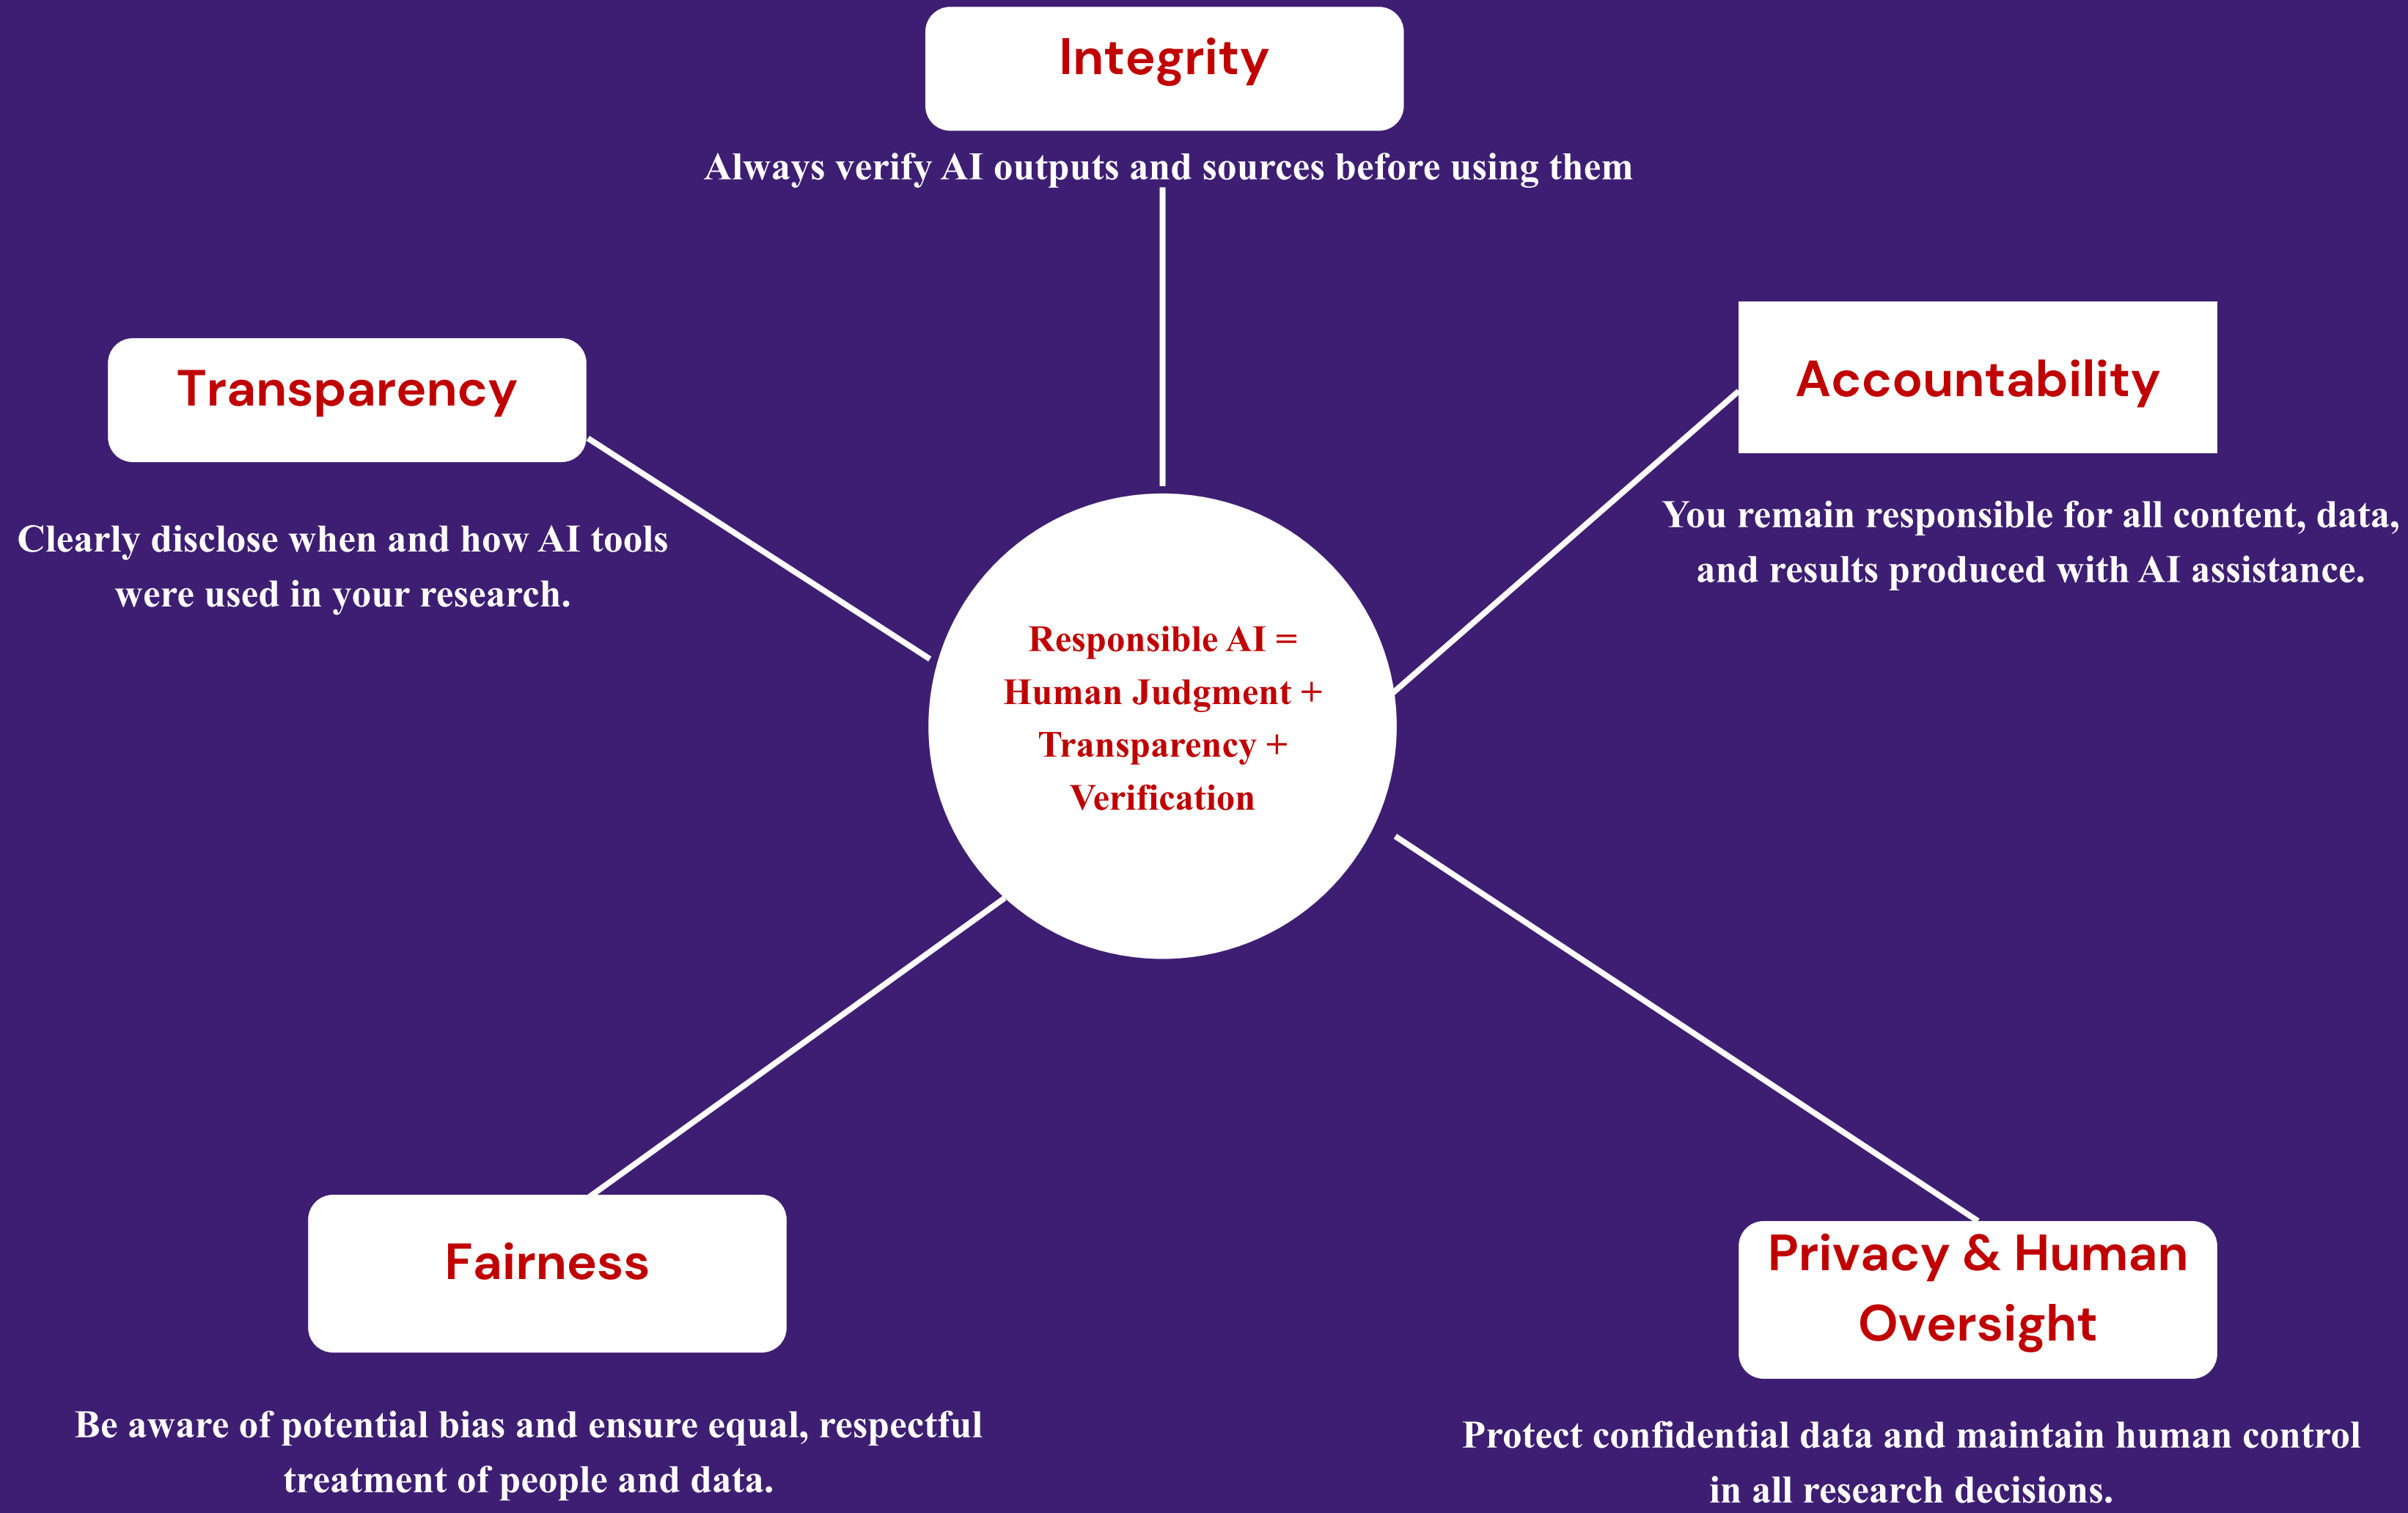 Integrity
Always verify AI outputs and sources before using them
Transparency
Clearly disclose when and how AI tools
were used in your research.
Accountability
You remain responsible for all content, data,
and results produced with AI assistance.
Responsible AI =
Human Judgment +
Transparency +
Verification
Fairness
Be aware of potential bias and ensure equal, respectful
treatment of people and data.
Privacy & Human
Oversight
Protect confidential data and maintain human control
in all research decisions.